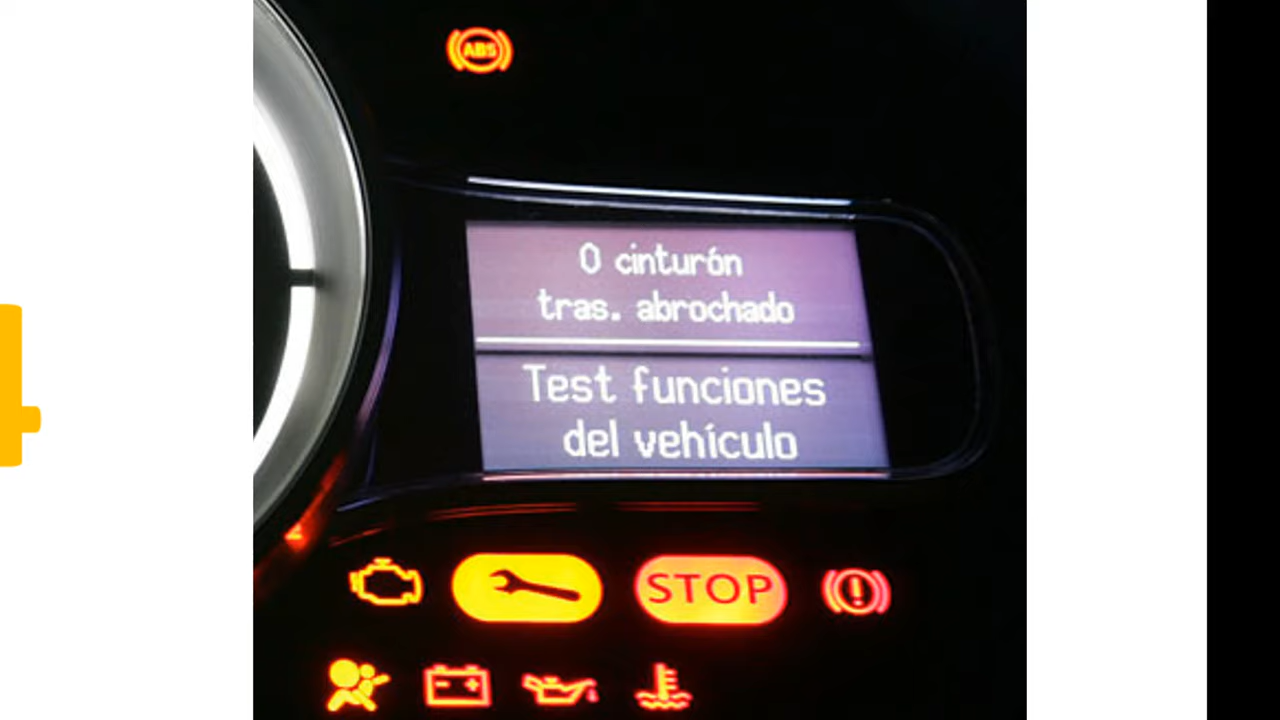 ABS
0 cinturón
tras. abrochado
Test funciones
del vehículo
STOP